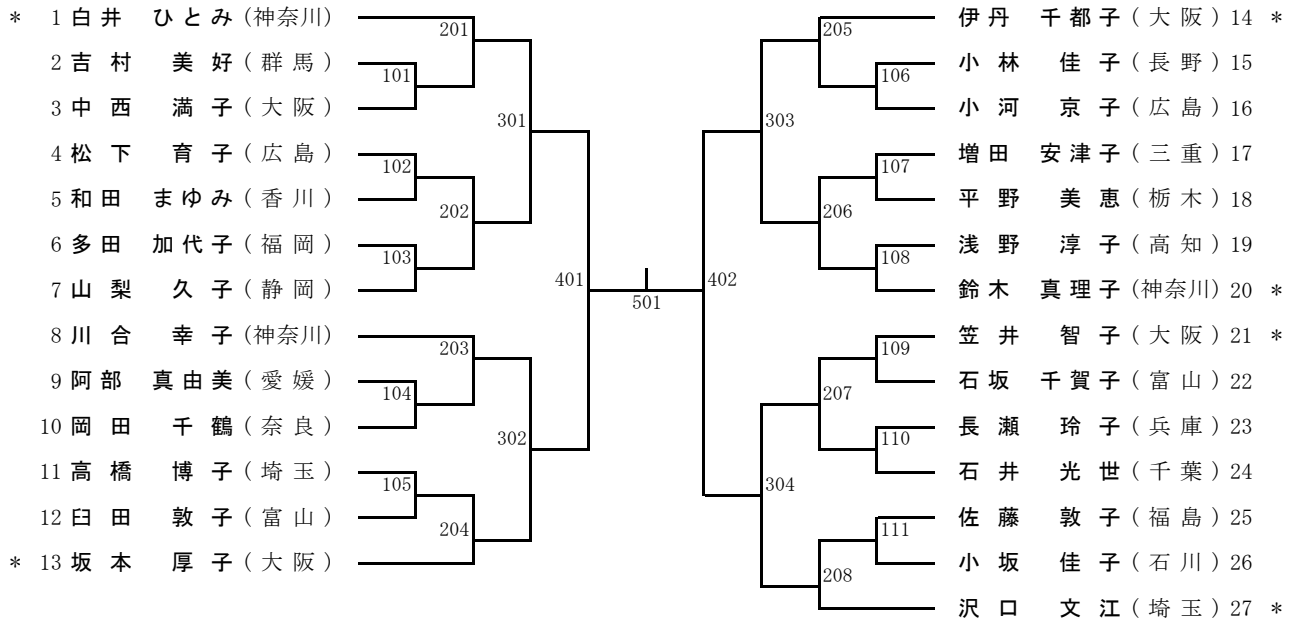 * 1 白井 ひとみ (神奈川)
201
2 吉村 美好 (群馬)
101
3 中西 満子 (大阪)
301
4 松下 育子 (広島)
102
5 和田 まゆみ (香川)
202
6 多田 加代子 (福岡)
103
7 山梨 久子 (静岡)
401
8 川合 幸子 (神奈川)
203
9 阿部 真由美 (愛媛)
104
10 岡田 千鶴 (奈良)
302
11 高橋 博子 (埼玉)
105
12 臼田 敦子 (富山)
204
* 13 坂本 厚子 (大阪)
501
伊丹 千都子 (大阪) 14 *
205
小林 佳子 (長野) 15
106
小河 京子 (広島) 16
303
増田 安津子 (三重) 17
107
平野 美恵 (栃木) 18
206
浅野 淳子 (高知) 19
108
鈴木 真理子 (神奈川) 20 *
402
笠井 智子 (大阪) 21 *
109
石坂 千賀子 (富山) 22
207
長瀬 玲子 (兵庫) 23
110
石井 光世 (千葉) 24
304
佐藤 敦子 (福島) 25
111
小坂 佳子 (石川) 26
208
沢口 文江 (埼玉) 27 *